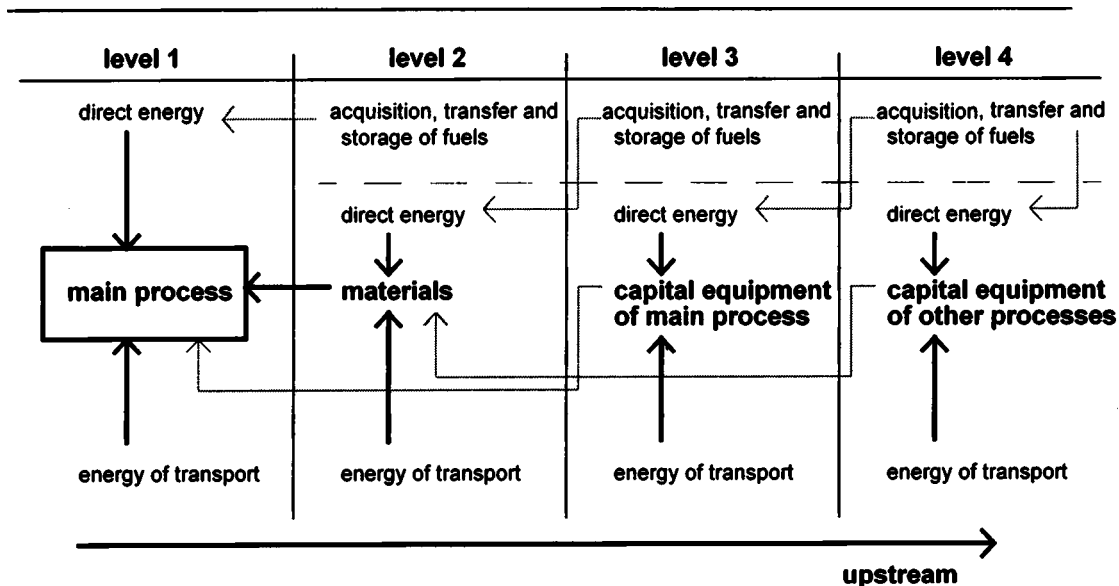 level 1
level 2
level 3
level 4
direct energy
acquisition, transfer and
storage of fuels
acquisition, transfer and
storage of fuels
acquisition, transfer and
storage of fuels
direct energy
direct energy
direct energy
main process
materials
capital equipment
of main process
capital equipment
of other processes
energy of transport
energy of transport
energy of transport
energy of transport
upstream